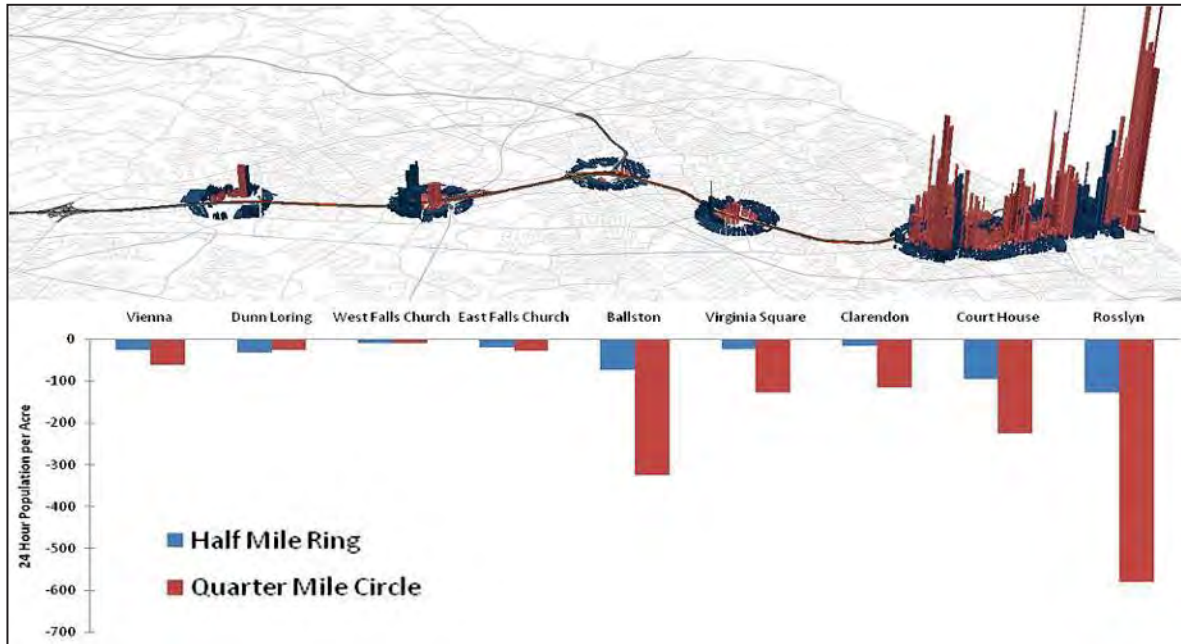 Vienna Dunn Loring West Falls Church East Falls Church Ballston Virginia Square Clarendon Court House Rosslyn
24 Hour Population per Acre
0
-100
-200
-300
-400
-500
-600
-700
Half Mile Ring
Quarter Mile Circle